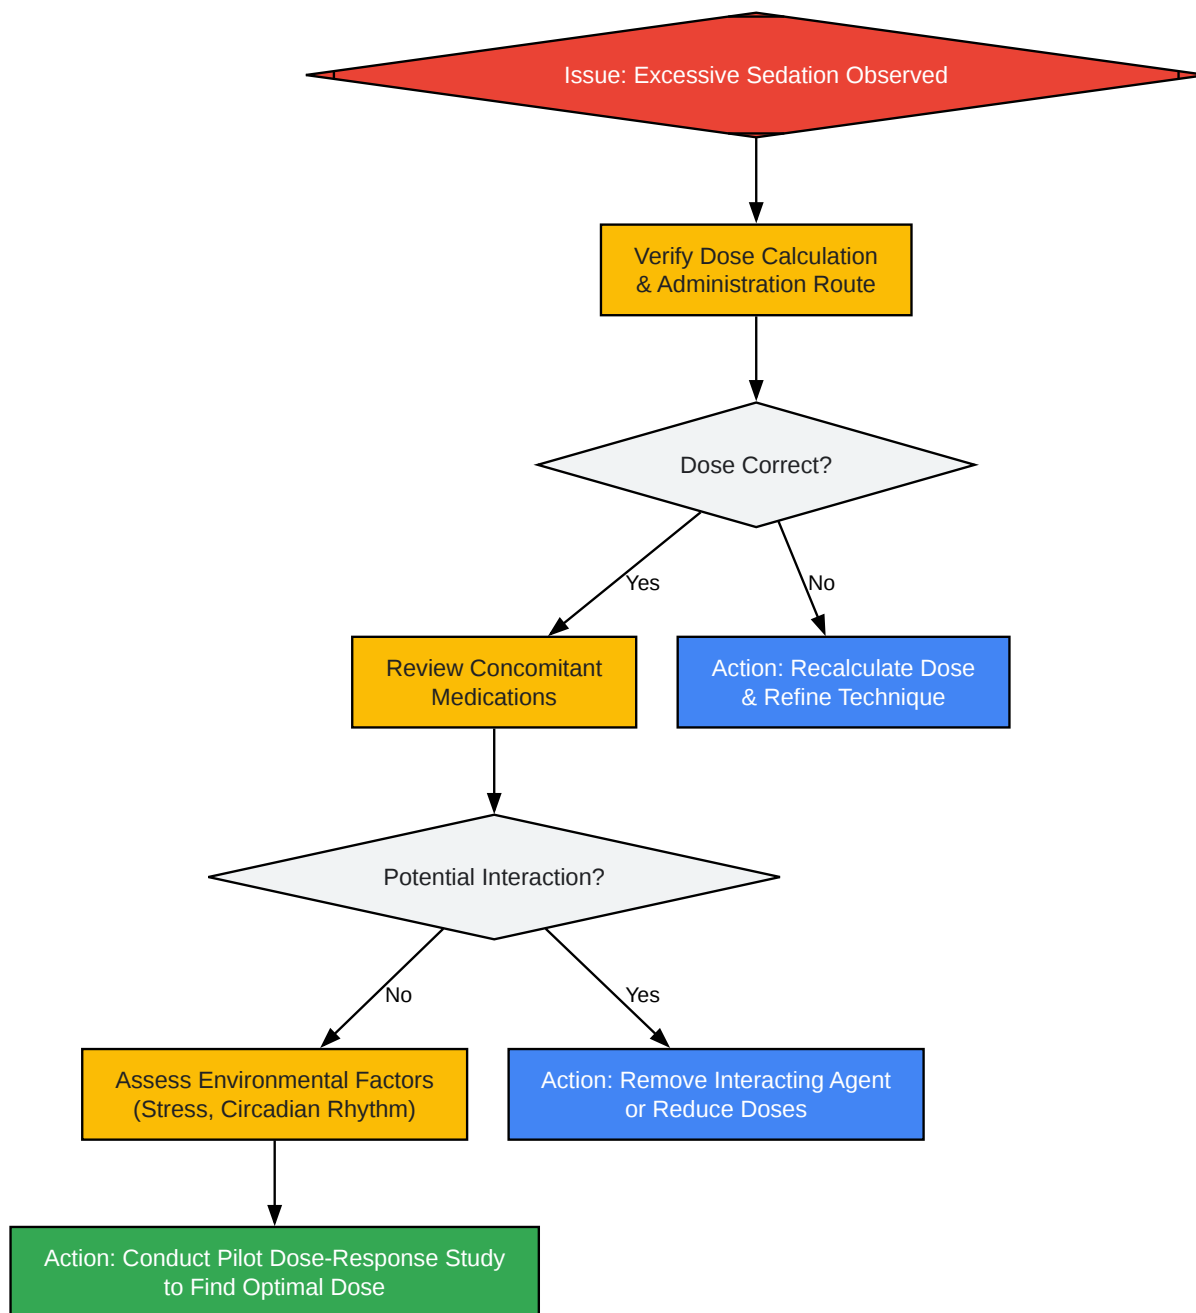 Issue: Excessive Sedation Observed
Verify Dose Calculation
& Administration Route
Dose Correct?
Yes
No
Review Concomitant
Medications
Action: Recalculate Dose
& Refine Technique
Potential Interaction?
No
Yes
Assess Environmental Factors
(Stress, Circadian Rhythm)
Action: Remove Interacting Agent
or Reduce Doses
Action: Conduct Pilot Dose-Response Study
to Find Optimal Dose